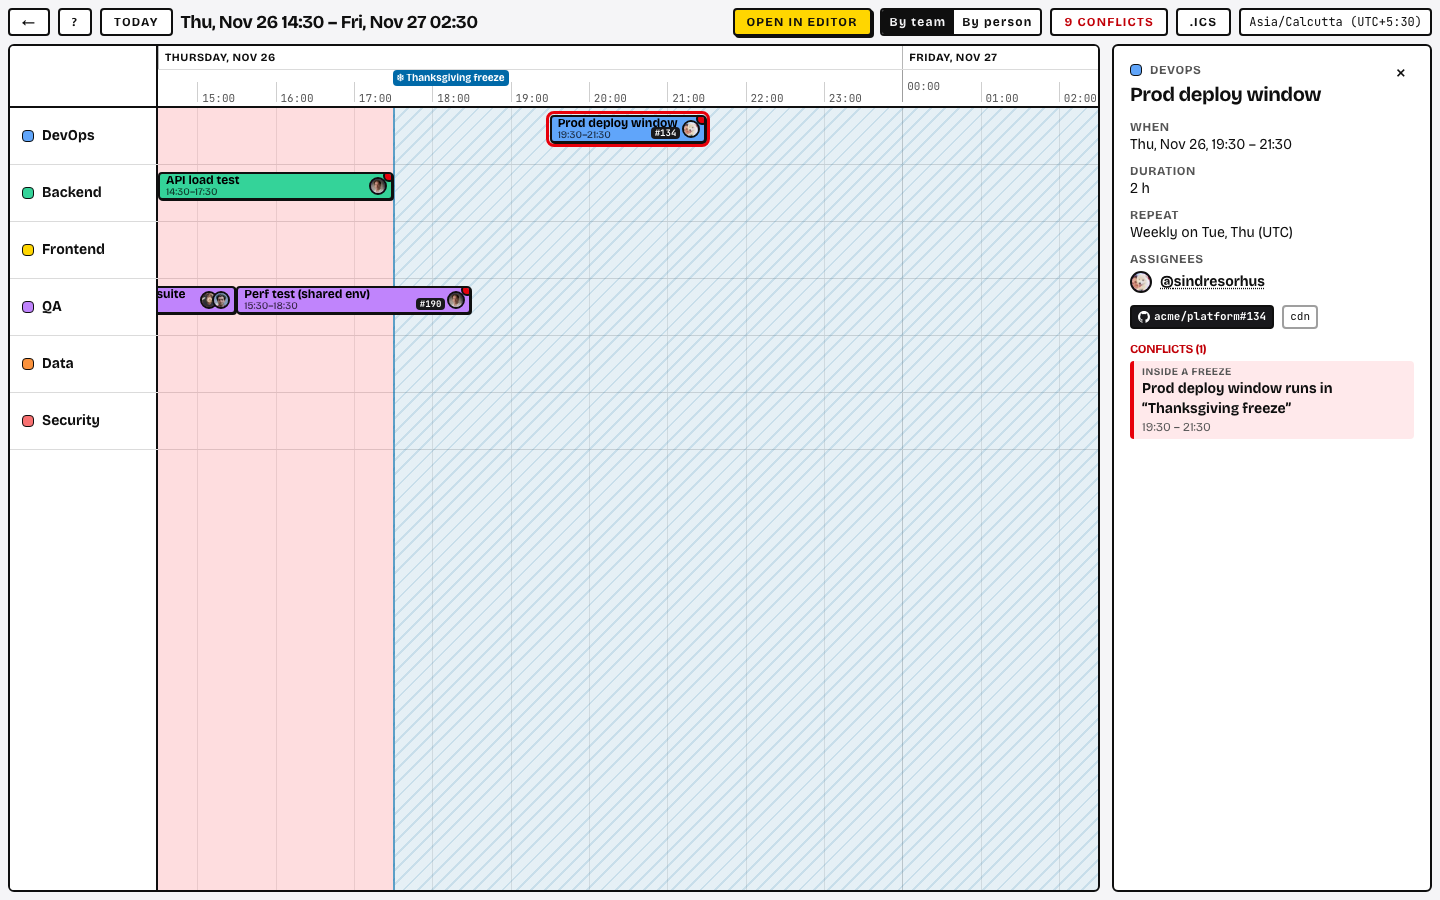 ←
?
TODAY
Thu, Nov 26 14:30 – Fri, Nov 27 02:30
OPEN IN EDITOR
By team
By person
9 CONFLICTS
.ICS
Asia/Calcutta (UTC+5:30)
THURSDAY, NOV 26
FRIDAY, NOV 27
❄ Thanksgiving freeze
15:00
16:00
17:00
18:00
19:00
20:00
21:00
22:00
23:00
00:00
01:00
02:00
DevOps
Prod deploy window
19:30–21:30
#134
Backend
API load test
14:30–17:30
Frontend
QA
suite
Perf test (shared env)
15:30–18:30
#190
Data
Security
DEVOPS
×
Prod deploy window
WHEN
Thu, Nov 26, 19:30 – 21:30
DURATION
2 h
REPEAT
Weekly on Tue, Thu (UTC)
ASSIGNEES
@sindresorhus
acme/platform#134
cdn
CONFLICTS (1)
INSIDE A FREEZE
Prod deploy window runs in
“Thanksgiving freeze”
19:30 – 21:30